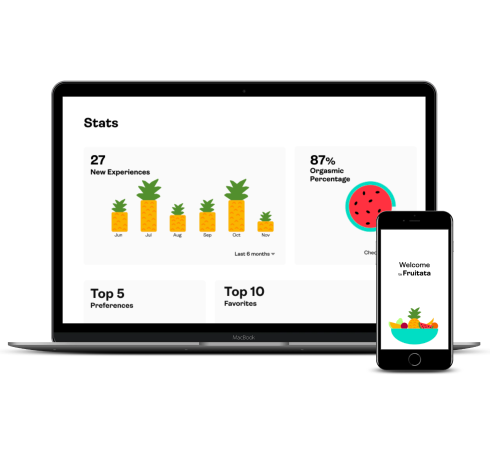 Stats
27
New Experiences
Jun Jul Aug Sep Oct Nov
Last 6 months
87%
Orgasmic
Percentage
Chec
Top 5
Preferences
Top 10
Favorites
MacBook
Welcome
to Fruitata